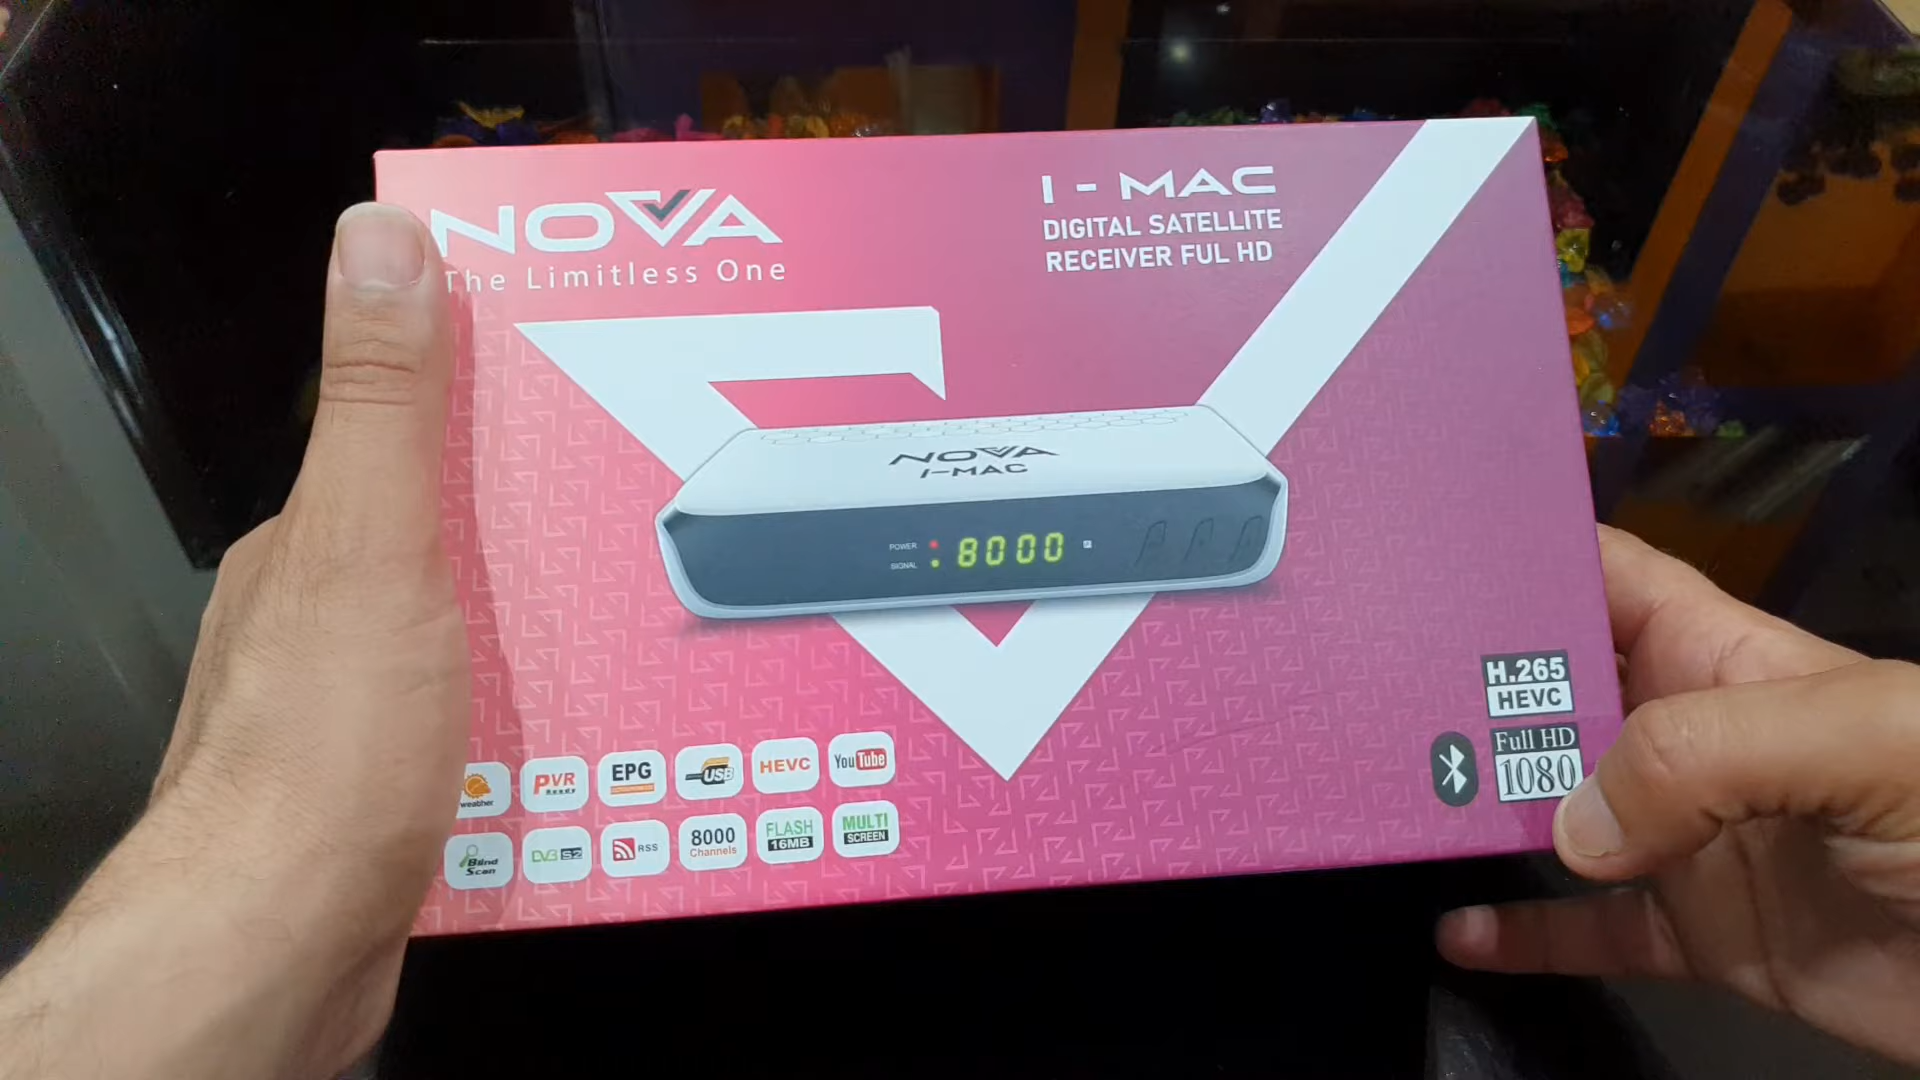 NOVA
The Limitless One
I - MAC
DIGITAL SATELLITE
RECEIVER FUL HD
NOVA
I-MAC
POWER
SIGNAL
8000
H.265
HEVC
Full HD
1080
weather
PVR
Ready
EPG
USB
HEVC
YouTube
Blind
Scan
DVB S2
RSS
8000
Channels
FLASH
16MB
MULTI
SCREEN